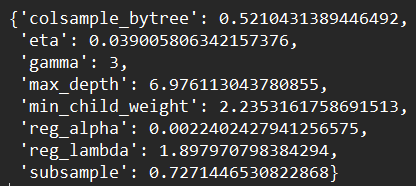 {'colsample_bytree': 0.5210431389446492,
'eta': 0.039005806342157376,
'gamma': 3,
'max_depth': 6.976113043780855,
'min_child_weight': 2.2353161758691513,
'reg_alpha': 0.0022402427941256575,
'reg_lambda': 1.897970798384294,
'subsample': 0.7271446530822868}